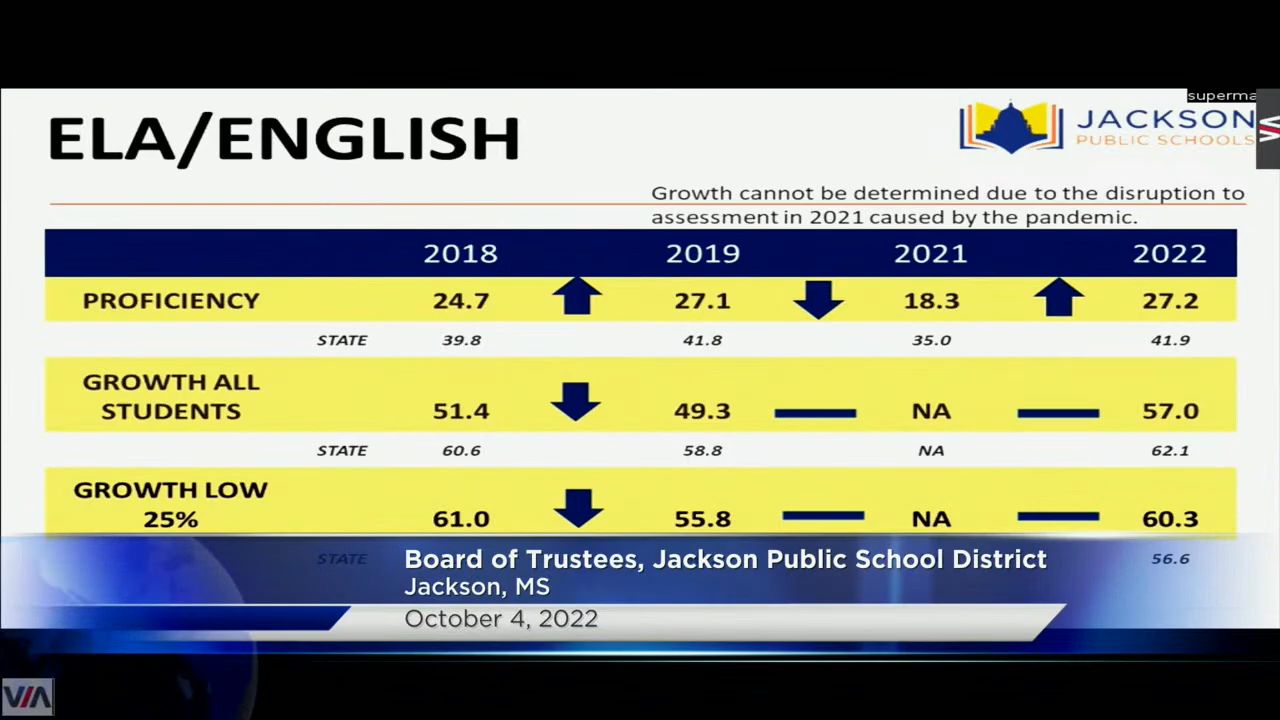 superma
ELA/ENGLISH
JACKSON
PUBLIC SCHOOLS
Growth cannot be determined due to the disruption to
assessment in 2021 caused by the pandemic.
2018 2019 2021 2022
PROFICIENCY 24.7 27.1 18.3 27.2
STATE 39.8 41.8 35.0 41.9
GROWTH ALL
STUDENTS 51.4 49.3 NA 57.0
STATE 60.6 58.8 NA 62.1
GROWTH LOW
25% 61.0 55.8 NA 60.3
STATE 56.6
Board of Trustees, Jackson Public School District
Jackson, MS
October 4, 2022
VIA